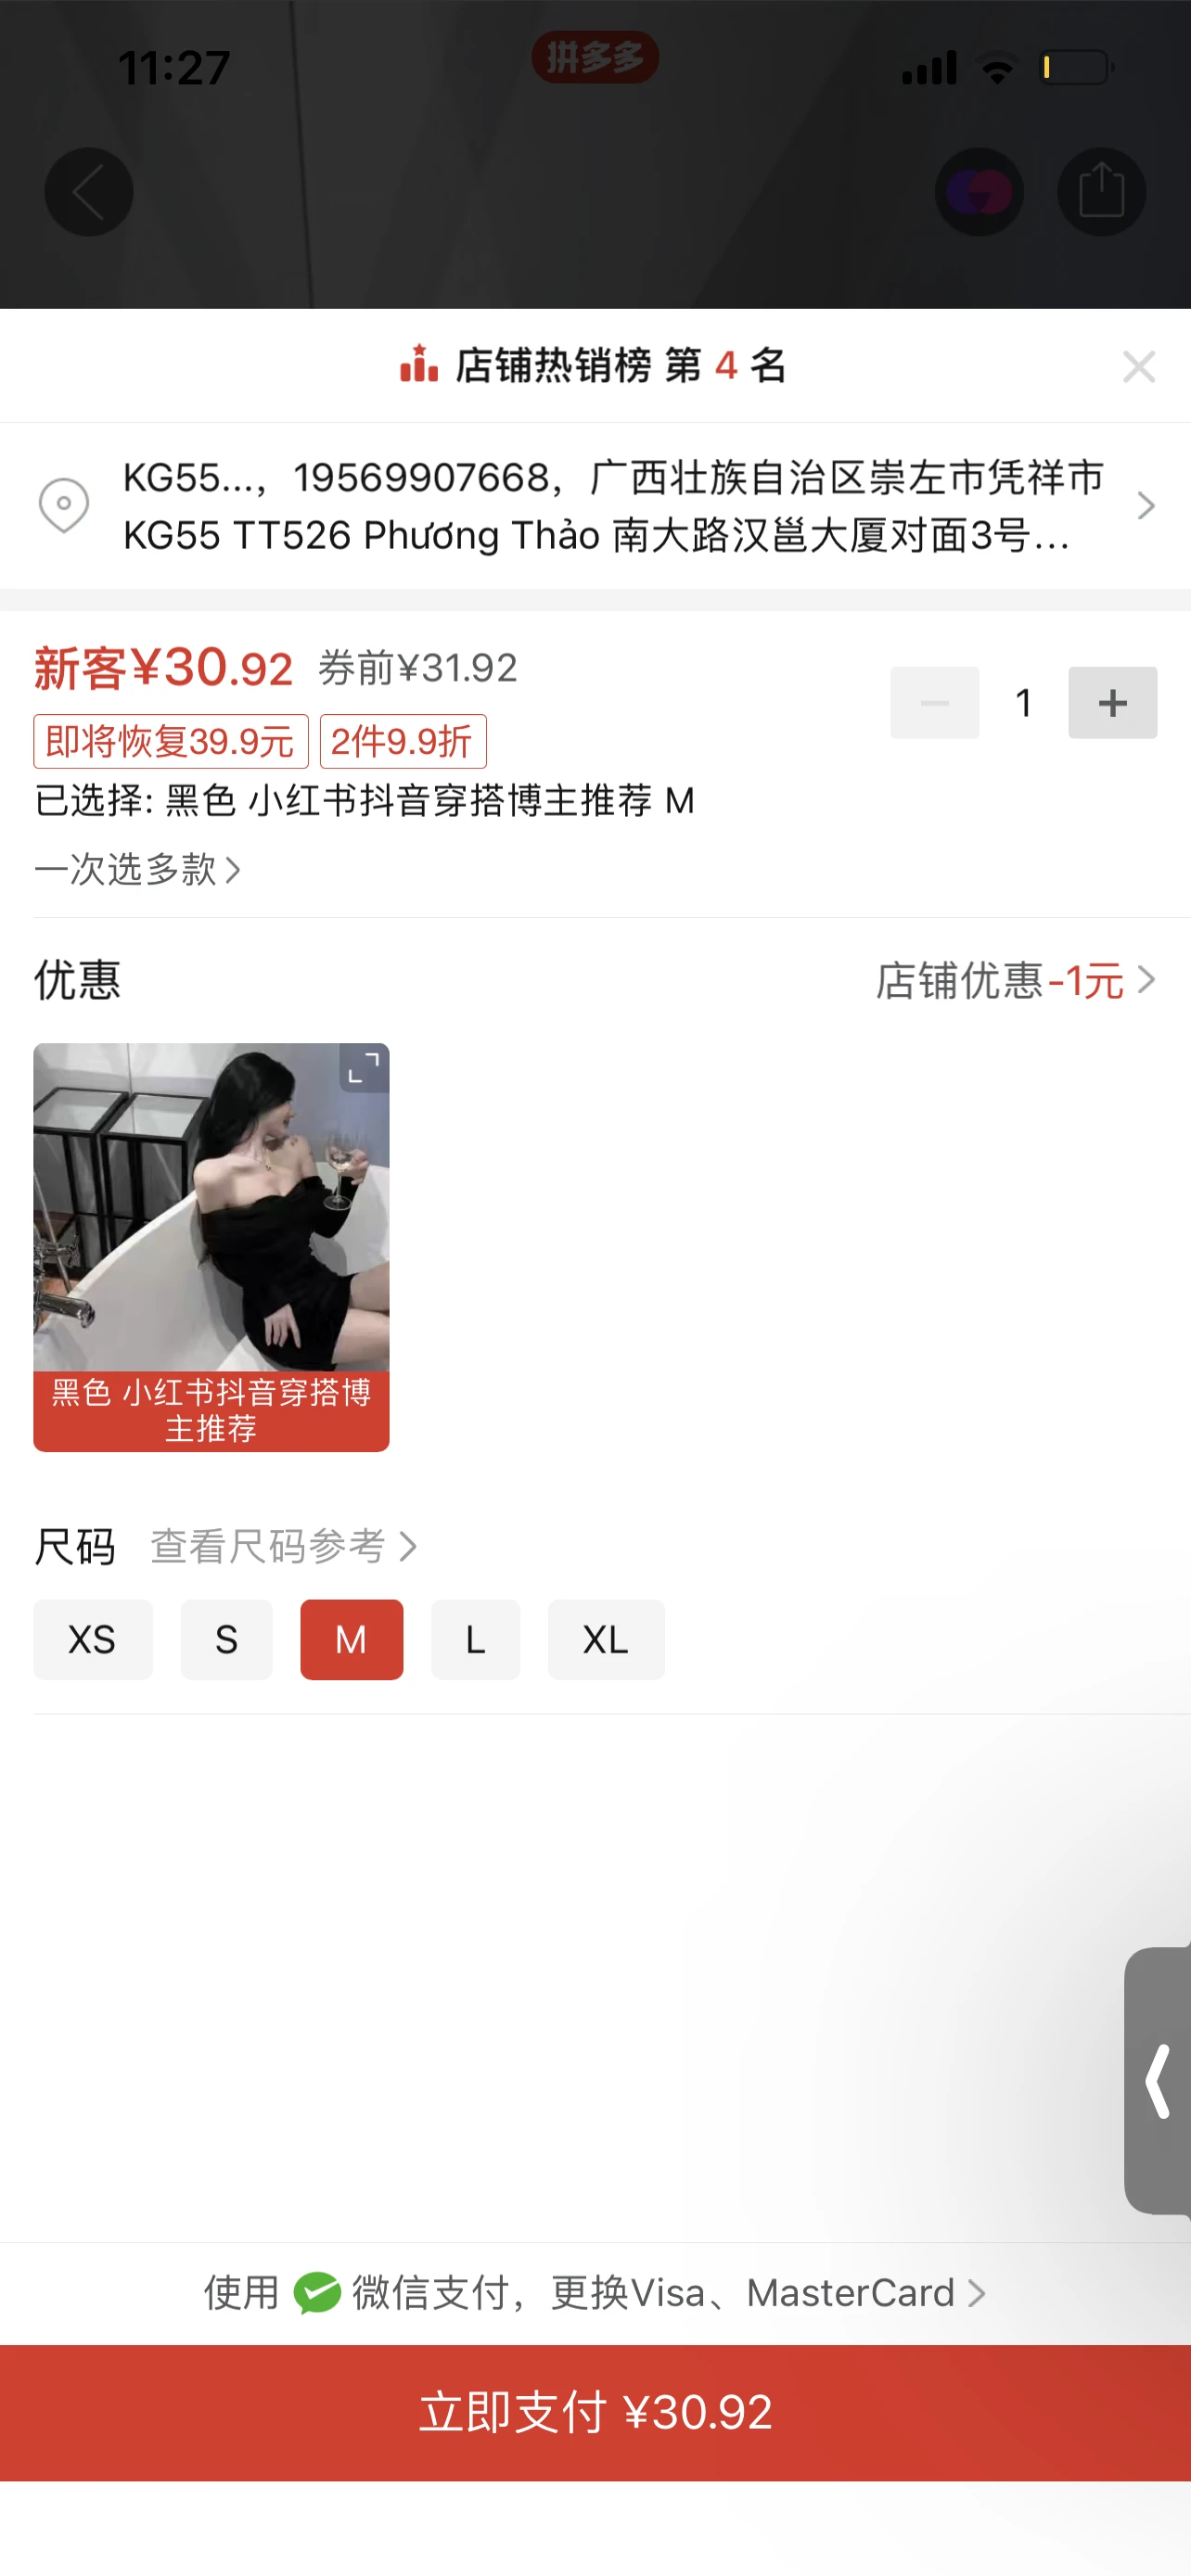 11:27
拼多多
店铺热销榜 第 4 名
KG55...，19569907668，广西壮族自治区崇左市凭祥市
KG55 TT526 Phương Thảo 南大路汉邕大厦对面3号...
新客¥30.92 券前¥31.92
1
即将恢复39.9元 2件9.9折
已选择: 黑色 小红书抖音穿搭博主推荐 M
一次选多款
优惠 店铺优惠-1元
黑色 小红书抖音穿搭博
主推荐
尺码 查看尺码参考
XS S M L XL
使用 微信支付，更换Visa、MasterCard
立即支付 ¥30.92